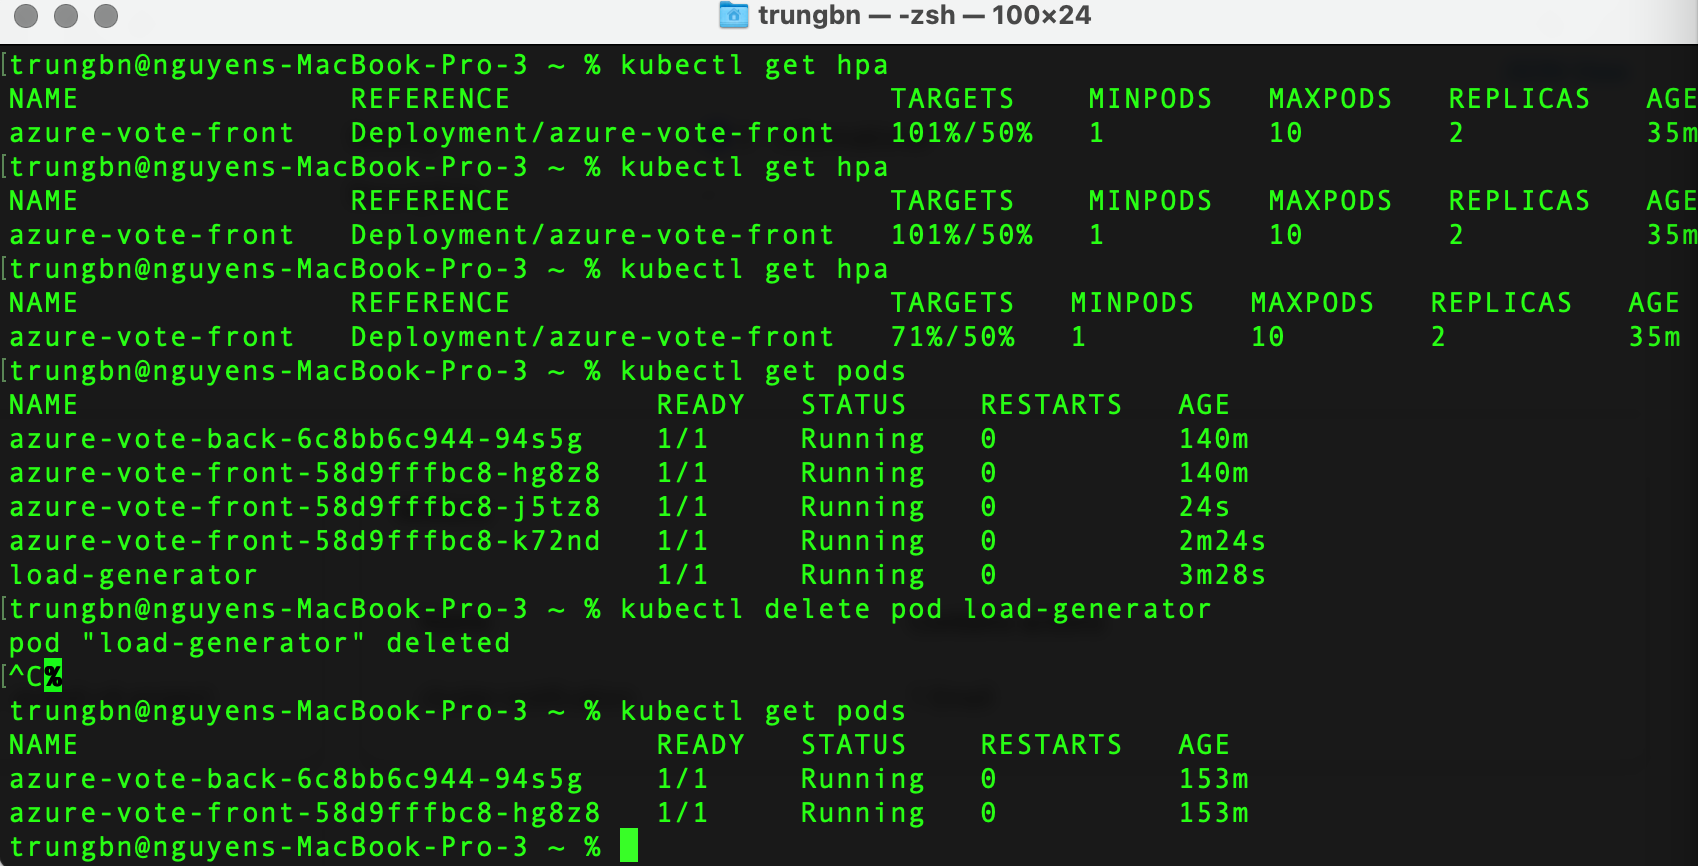 trungbn — -zsh — 100×24
[trungbn@nguyens-MacBook-Pro-3 ~ % kubectl get hpa
NAME REFERENCE TARGETS MINPODS MAXPODS REPLICAS AGE
azure-vote-front Deployment/azure-vote-front 101%/50% 1 10 2 35m
[trungbn@nguyens-MacBook-Pro-3 ~ % kubectl get hpa
NAME REFERENCE TARGETS MINPODS MAXPODS REPLICAS AGE
azure-vote-front Deployment/azure-vote-front 101%/50% 1 10 2 35m
[trungbn@nguyens-MacBook-Pro-3 ~ % kubectl get hpa
NAME REFERENCE TARGETS MINPODS MAXPODS REPLICAS AGE
azure-vote-front Deployment/azure-vote-front 71%/50% 1 10 2 35m
[trungbn@nguyens-MacBook-Pro-3 ~ % kubectl get pods
NAME READY STATUS RESTARTS AGE
azure-vote-back-6c8bb6c944-94s5g 1/1 Running 0 140m
azure-vote-front-58d9fffbc8-hg8z8 1/1 Running 0 140m
azure-vote-front-58d9fffbc8-j5tz8 1/1 Running 0 24s
azure-vote-front-58d9fffbc8-k72nd 1/1 Running 0 2m24s
load-generator 1/1 Running 0 3m28s
[trungbn@nguyens-MacBook-Pro-3 ~ % kubectl delete pod load-generator
pod "load-generator" deleted
[^C%
trungbn@nguyens-MacBook-Pro-3 ~ % kubectl get pods
NAME READY STATUS RESTARTS AGE
azure-vote-back-6c8bb6c944-94s5g 1/1 Running 0 153m
azure-vote-front-58d9fffbc8-hg8z8 1/1 Running 0 153m
trungbn@nguyens-MacBook-Pro-3 ~ %